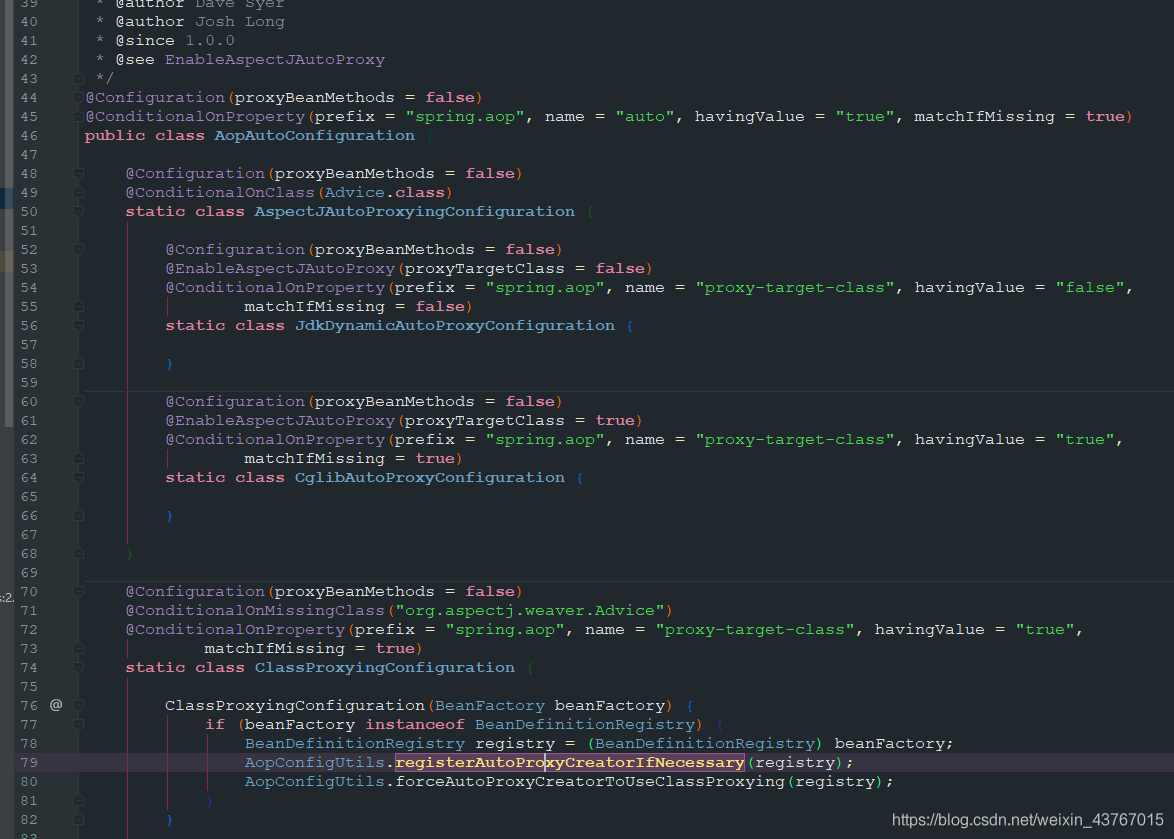 39 * @author Dave Syer
40 * @author Josh Long
41 * @since 1.0.0
42 * @see EnableAspectJAutoProxy
43 */
44 @Configuration(proxyBeanMethods = false)
45 @ConditionalOnProperty(prefix = "spring.aop", name = "auto", havingValue = "true", matchIfMissing = true)
46 public class AopAutoConfiguration {
47
48 @Configuration(proxyBeanMethods = false)
49 @ConditionalOnClass(Advice.class)
50 static class AspectJAutoProxyingConfiguration {
51
52 @Configuration(proxyBeanMethods = false)
53 @EnableAspectJAutoProxy(proxyTargetClass = false)
54 @ConditionalOnProperty(prefix = "spring.aop", name = "proxy-target-class", havingValue = "false",
55 matchIfMissing = false)
56 static class JdkDynamicAutoProxyConfiguration {
57
58 }
59
60 @Configuration(proxyBeanMethods = false)
61 @EnableAspectJAutoProxy(proxyTargetClass = true)
62 @ConditionalOnProperty(prefix = "spring.aop", name = "proxy-target-class", havingValue = "true",
63 matchIfMissing = true)
64 static class CglibAutoProxyConfiguration {
65
66 }
67
68 }
69
70 @Configuration(proxyBeanMethods = false)
s:2. 71 @ConditionalOnMissingClass("org.aspectj.weaver.Advice")
72 @ConditionalOnProperty(prefix = "spring.aop", name = "proxy-target-class", havingValue = "true",
73 matchIfMissing = true)
74 static class ClassProxyingConfiguration {
75
76 @ ClassProxyingConfiguration(BeanFactory beanFactory) {
77 if (beanFactory instanceof BeanDefinitionRegistry) {
78 BeanDefinitionRegistry registry = (BeanDefinitionRegistry) beanFactory;
79 AopConfigUtils.registerAutoProxyCreatorIfNecessary(registry);
80 AopConfigUtils.forceAutoProxyCreatorToUseClassProxying(registry);
81 }
82 }
83
https://blog.csdn.net/weixin_43767015